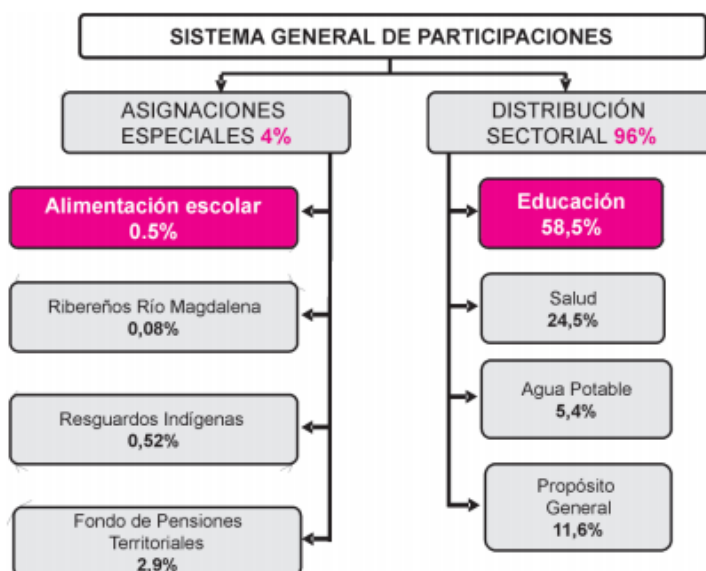 SISTEMA GENERAL DE PARTICIPACIONES
ASIGNACIONES
ESPECIALES 4%
Alimentación escolar
0.5%
Ribereños Río Magdalena
0,08%
Resguardos Indígenas
0,52%
Fondo de Pensiones
Territoriales
2.9%
DISTRIBUCIÓN
SECTORIAL 96%
Educación
58,5%
Salud
24,5%
Agua Potable
5,4%
Propósito
General
11,6%